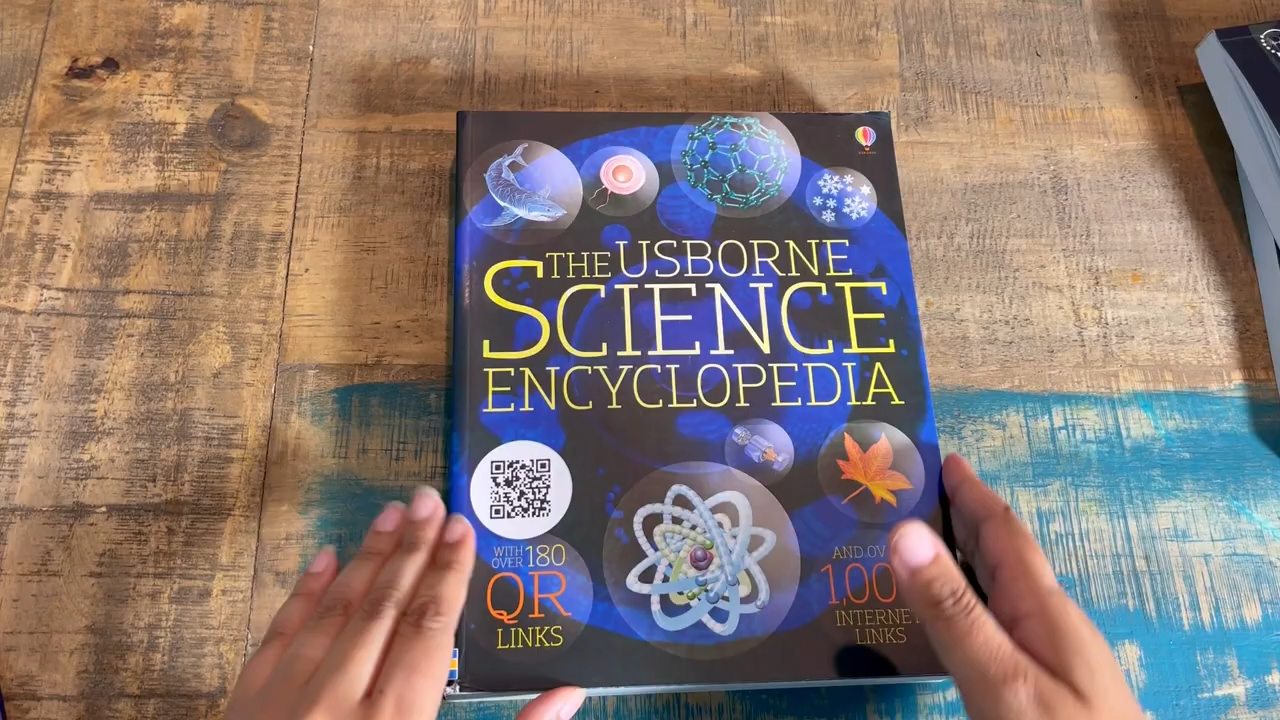 THE USBORNE
SCIENCE
ENCYCLOPEDIA
WITH
OVER 180
QR
LINKS
AND OV
1,00
INTERNET
LINKS